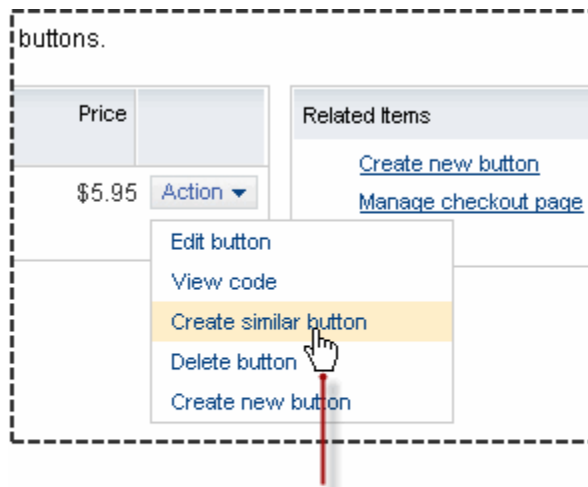 buttons.
Price
Related Items
$5.95 Action
Create new button
Manage checkout page
Edit button
View code
Create similar button
Delete button
Create new button